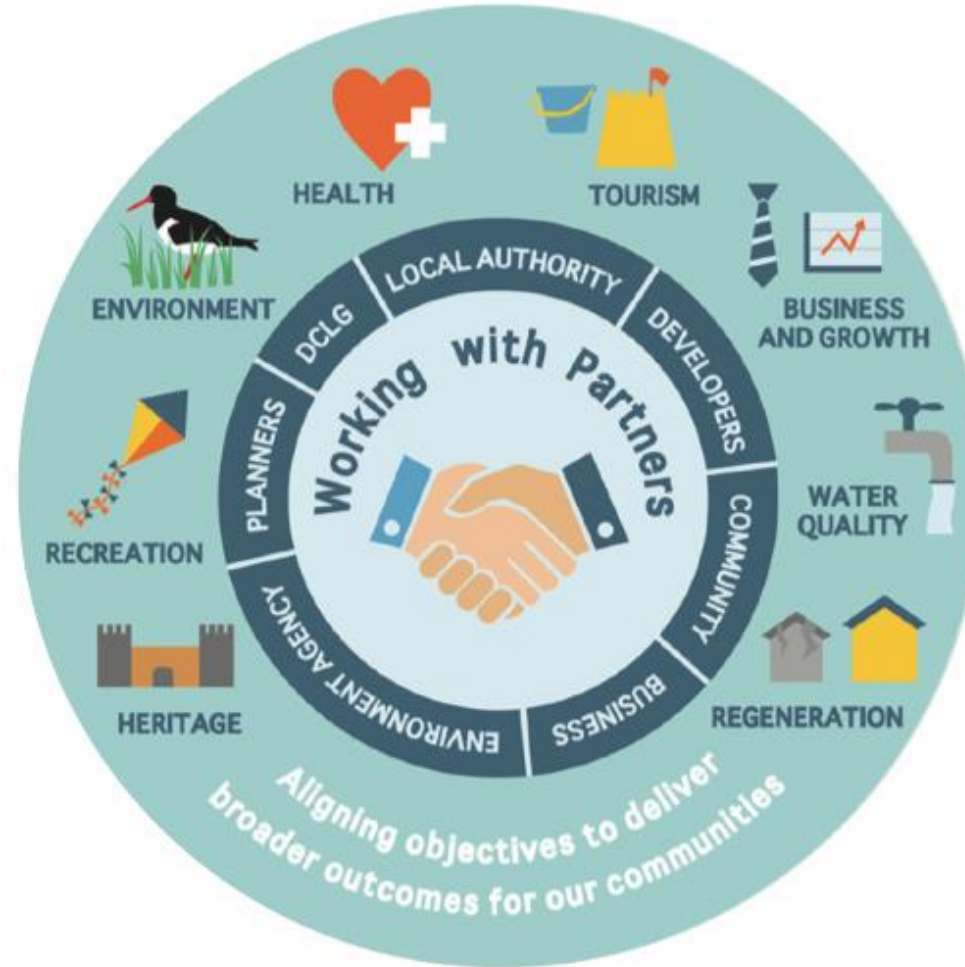 HEALTH
TOURISM
ENVIRONMENT
BUSINESS
AND GROWTH
RECREATION
WATER
QUALITY
HERITAGE
REGENERATION
DCLG
LOCAL AUTHORITY
DEVELOPERS
PLANNERS
COMMUNITY
ENVIRONMENT AGENCY
BUSINESS
Working with Partners
Aligning objectives to deliver
broader outcomes for our communities